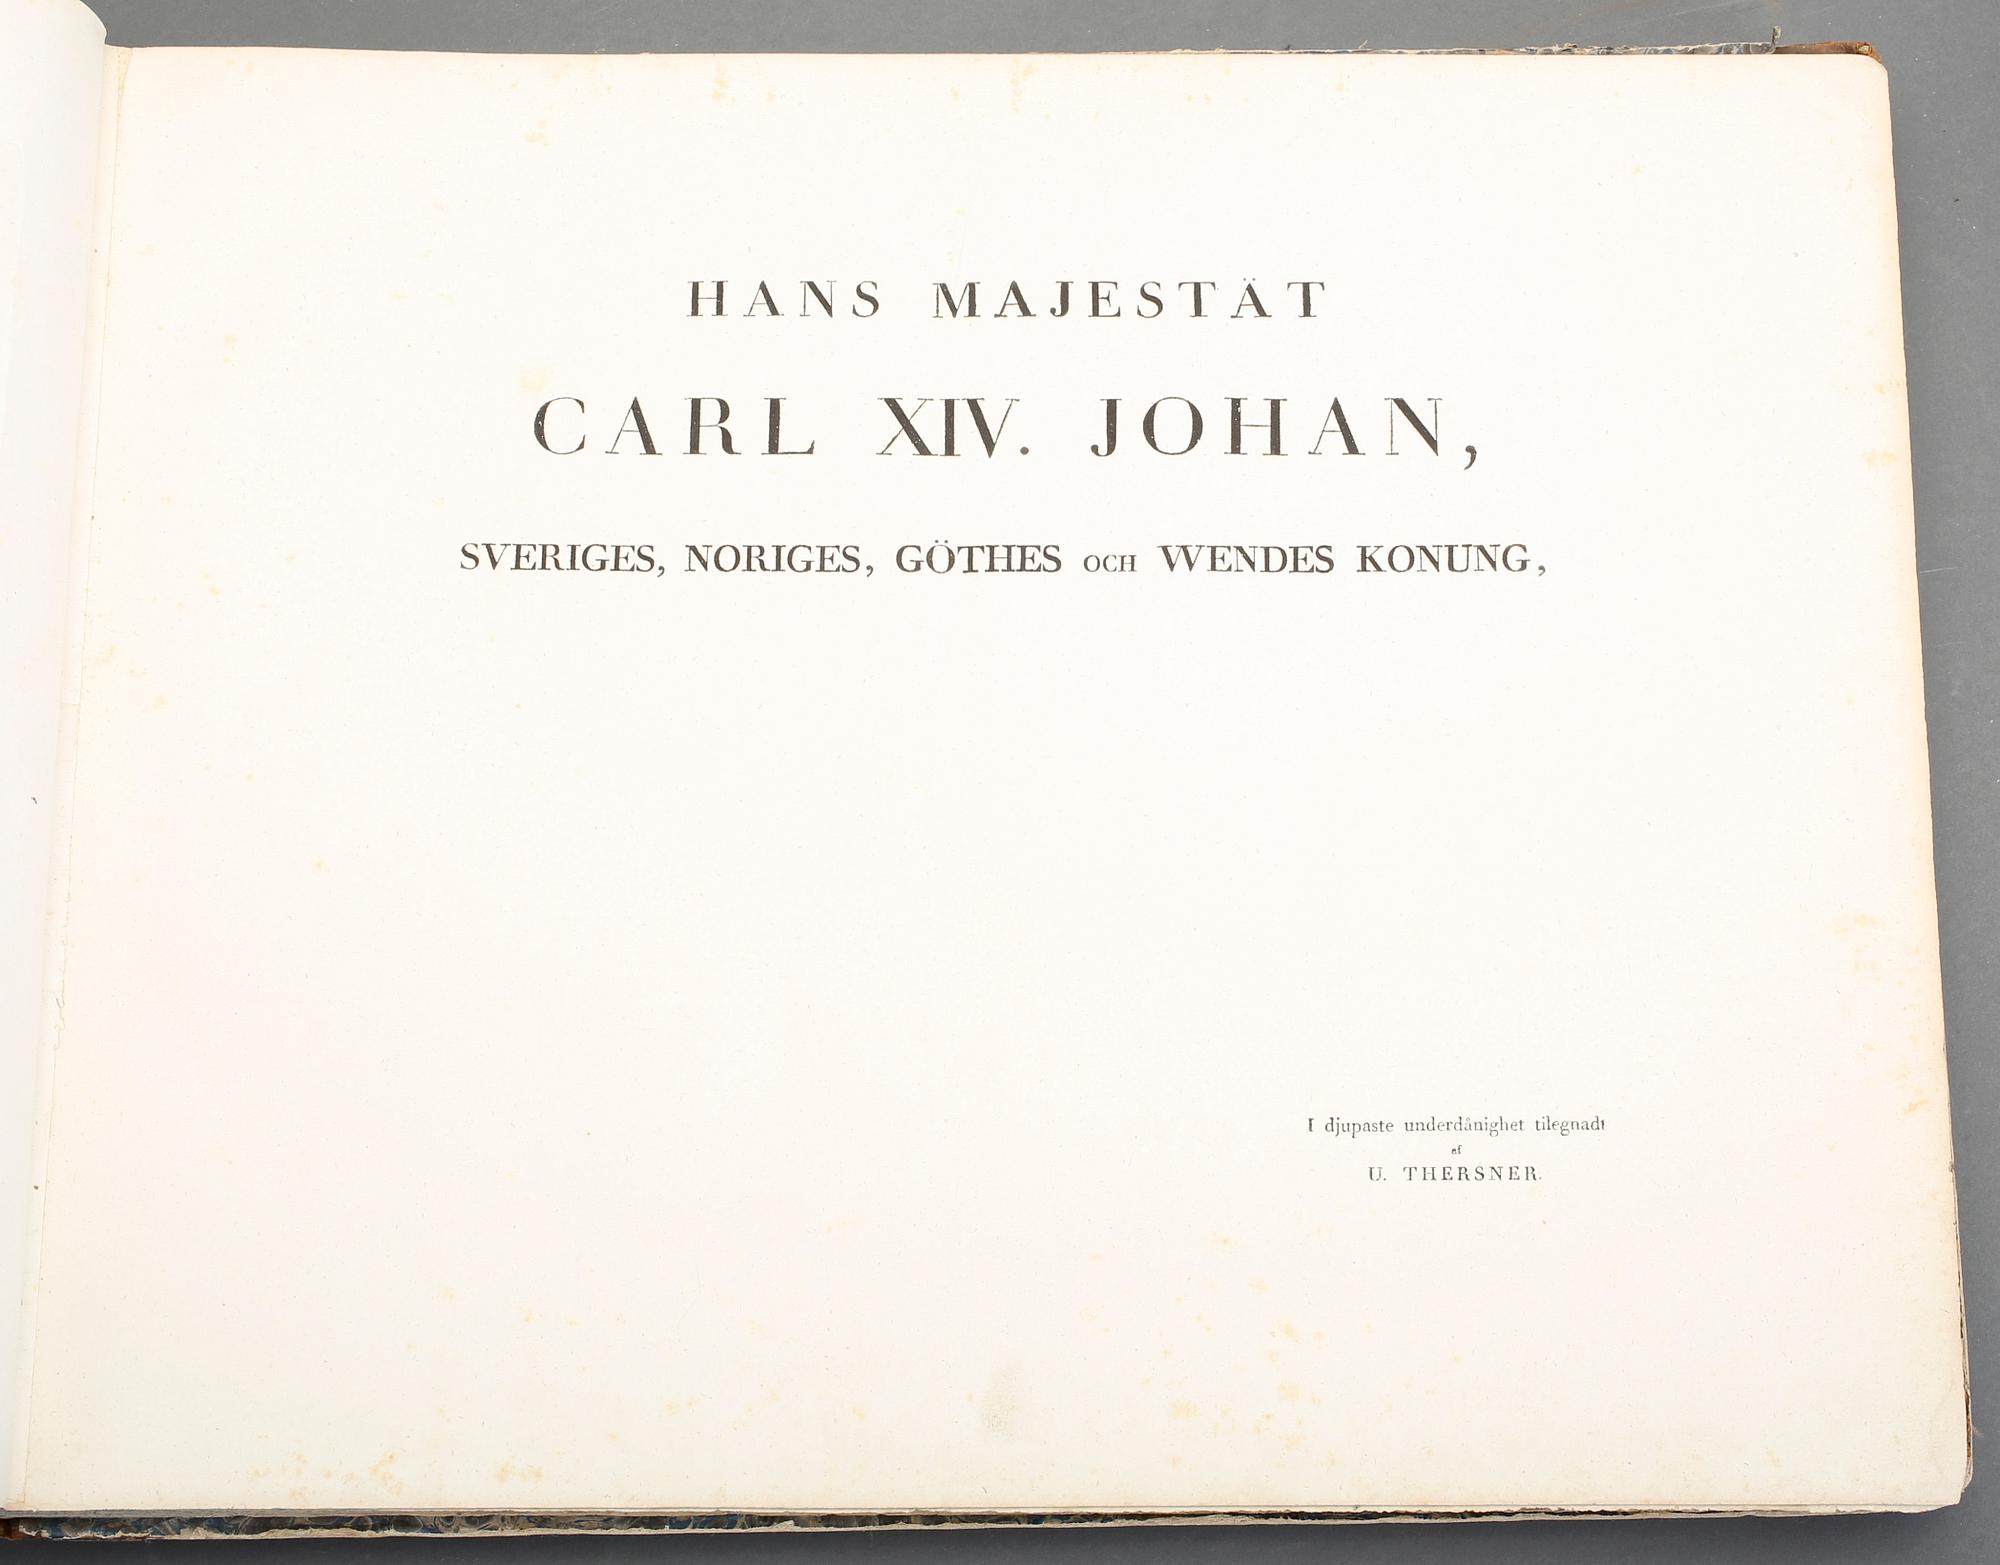 HANS MAJESTÄT
CARL XIV. JOHAN,
SVERIGES, NORIGES, GÖTHES OCH WENDES KONUNG,
I djupaste underdånighet tilegnadt
af
U. THERSNER.